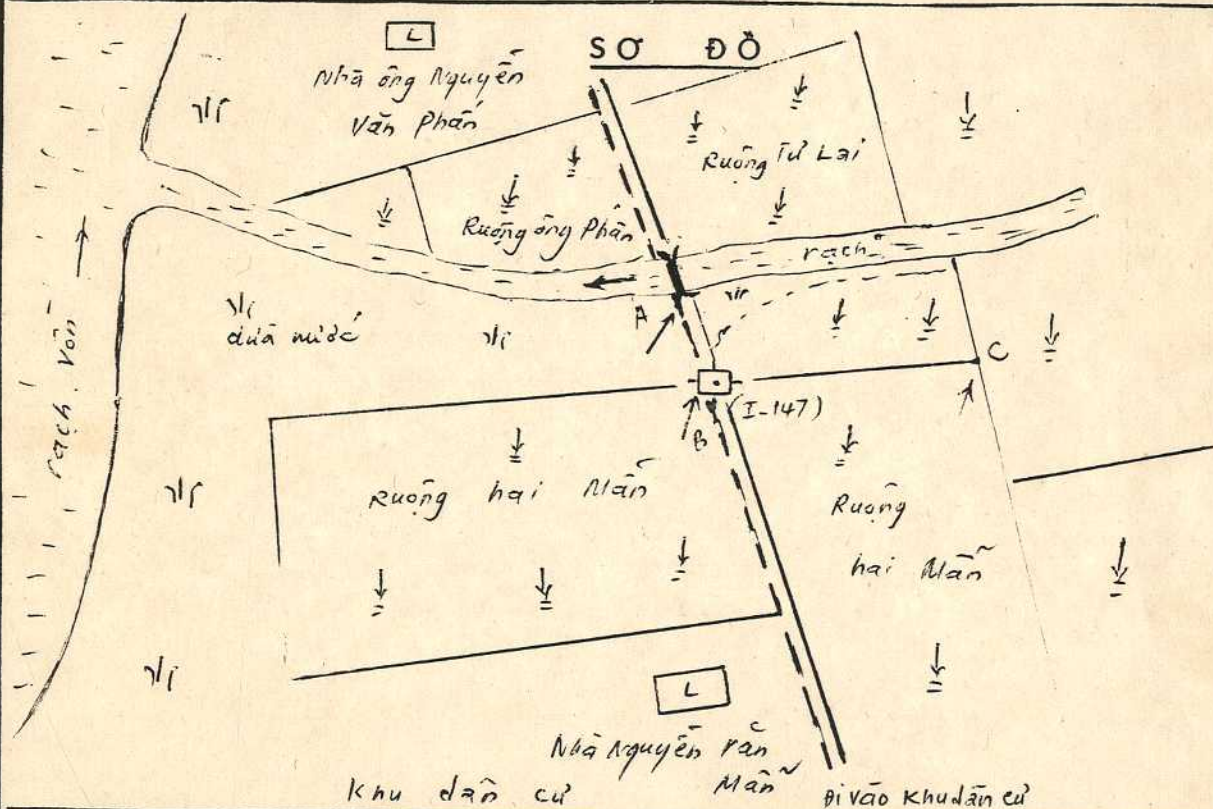 SƠ ĐỒ
L
Nhà ông Nguyễn
Văn Phấn
Ruộng Tư Lai
Ruộng ông Phấn
rạch
A
dừa nước
C
(I-147)
B
rạch Vồn
Ruộng hai Mẫn
Ruộng
hai Mẫn
L
Nhà Nguyễn Văn
Mẫn
Khu dân cư
Đi vào Khu dân cư